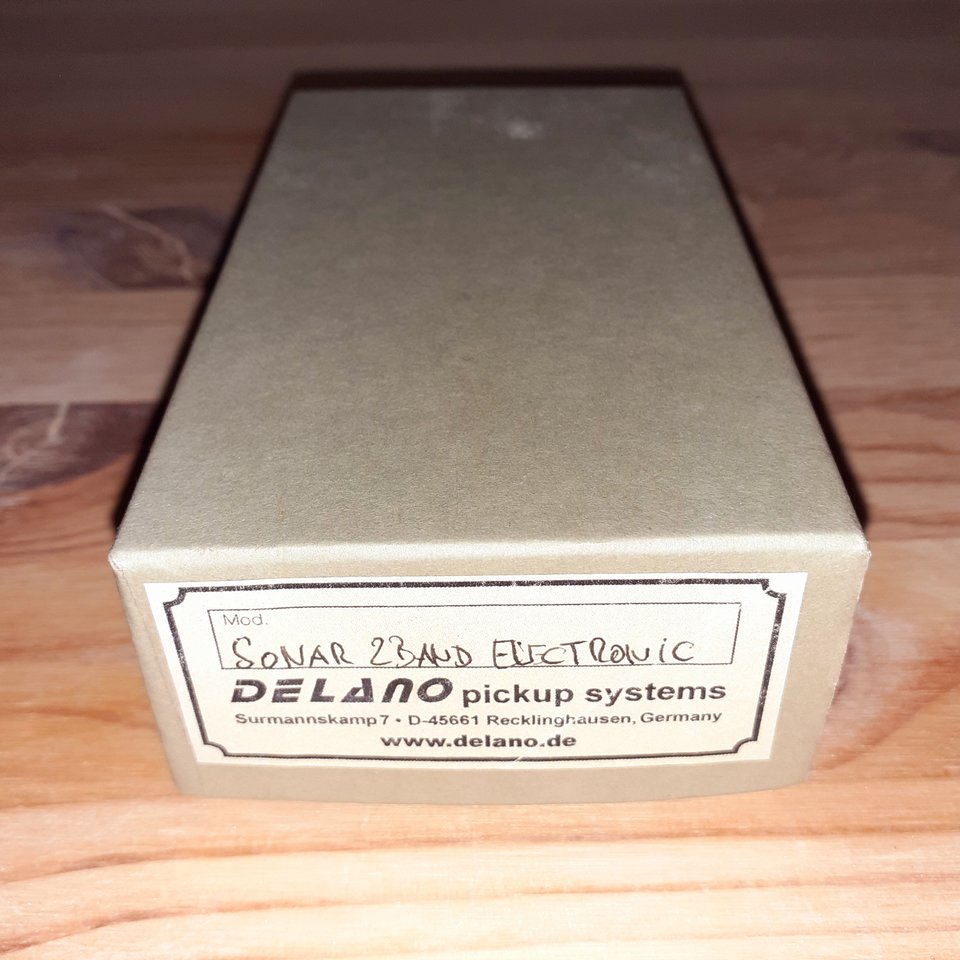 Mod.
SONAR 2BAND ELECTRONIC
DELANO pickup systems
Surmannskamp 7 • D-45661 Recklinghausen, Germany
www.delano.de